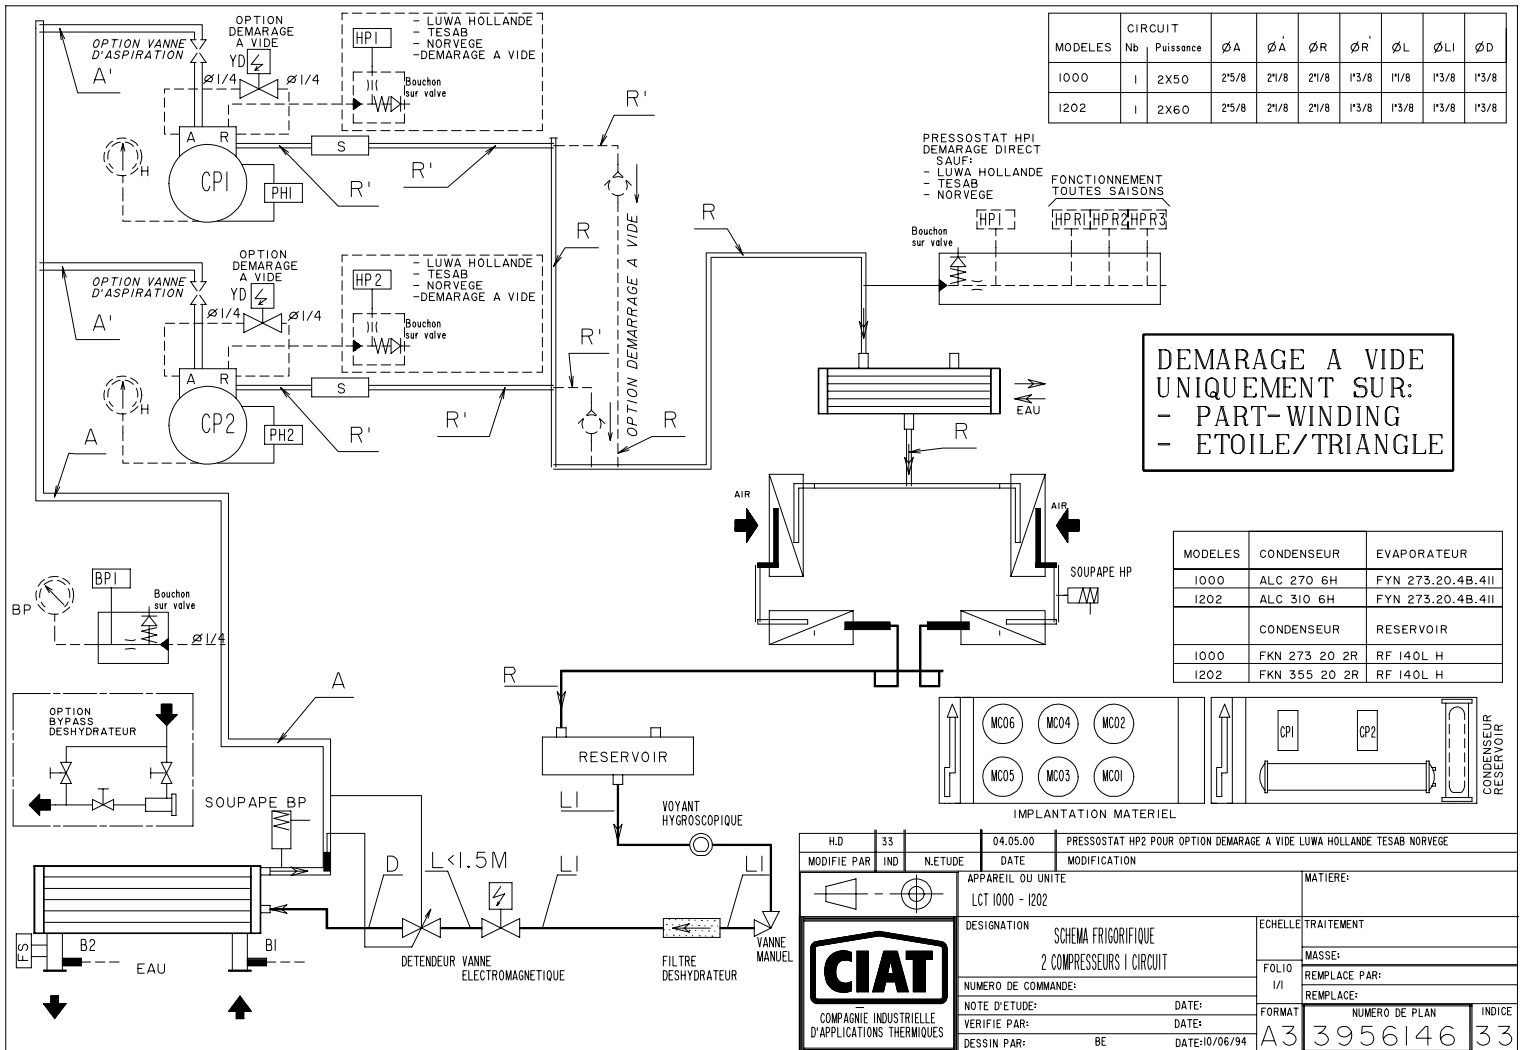 OPTION
DEMARAGE
A VIDE
OPTION VANNE
D'ASPIRATION
A'
YD
Ø1/4
Ø1/4
HP1
- LUWA HOLLANDE
- TESAB
- NORVEGE
-DEMARAGE A VIDE
Bouchon
sur valve
A R
CP1
H
PH1
S
R'
R'
R'
OPTION DEMARRAGE A VIDE
R
OPTION
DEMARAGE
A VIDE
OPTION VANNE
D'ASPIRATION
A'
YD
Ø1/4
Ø1/4
HP2
- LUWA HOLLANDE
- TESAB
- NORVEGE
-DEMARAGE A VIDE
Bouchon
sur valve
A R
CP2
H
PH2
S
R'
R'
R'
R
A
R
MODELES CIRCUIT ØA ØA' ØR ØR' ØL ØL1 ØD
Nb Puissance
1000 1 2X50 2"5/8 2"1/8 2"1/8 1"3/8 1"1/8 1"3/8 1"3/8
1202 1 2X60 2"5/8 2"1/8 2"1/8 1"3/8 1"3/8 1"3/8 1"3/8
PRESSOSTAT HP1
DEMARAGE DIRECT
SAUF:
- LUWA HOLLANDE
- TESAB
- NORVEGE
FONCTIONNEMENT
TOUTES SAISONS
HP1 HPR1 HPR2 HPR3
Bouchon
sur valve
EAU
R
DEMARAGE A VIDE
UNIQUEMENT SUR:
- PART-WINDING
- ETOILE/TRIANGLE
AIR
AIR
SOUPAPE HP
MODELES CONDENSEUR EVAPORATEUR
1000 ALC 270 6H FYN 273.20.4B.411
1202 ALC 310 6H FYN 273.20.4B.411
CONDENSEUR RESERVOIR
1000 FKN 273 20 2R RF 140L H
1202 FKN 355 20 2R RF 140L H
BP1
BP
Bouchon
sur valve
Ø1/4
OPTION
BYPASS
DESHYDRATEUR
A
SOUPAPE BP
R
RESERVOIR
L1
VOYANT
HYGROSCOPIQUE
MC06 MC04 MC02
MC05 MC03 MC01
CP1 CP2
CONDENSEUR
RESERVOIR
IMPLANTATION MATERIEL
D
L<1.5M
L1
L1
FS
B2
B1
EAU
DETENDEUR
VANNE
ELECTROMAGNETIQUE
FILTRE
DESHYDRATEUR
VANNE
MANUEL
H.D 33 04.05.00 PRESSOSTAT HP2 POUR OPTION DEMARAGE A VIDE LUWA HOLLANDE TESAB NORVEGE
MODIFIE PAR IND N.ETUDE DATE MODIFICATION
APPAREIL OU UNITE
LCT 1000 - 1202
MATIERE:
DESIGNATION
SCHEMA FRIGORIFIQUE
2 COMPRESSEURS 1 CIRCUIT
ECHELLE
TRAITEMENT
MASSE:
FOLIO
1/1
REMPLACE PAR:
REMPLACE:
NUMERO DE COMMANDE:
NOTE D'ETUDE: DATE:
VERIFIE PAR: DATE:
DESSIN PAR: BE DATE:10/06/94
FORMAT
A3
NUMERO DE PLAN
3956146
INDICE
33
CIAT
COMPAGNIE INDUSTRIELLE
D'APPLICATIONS THERMIQUES